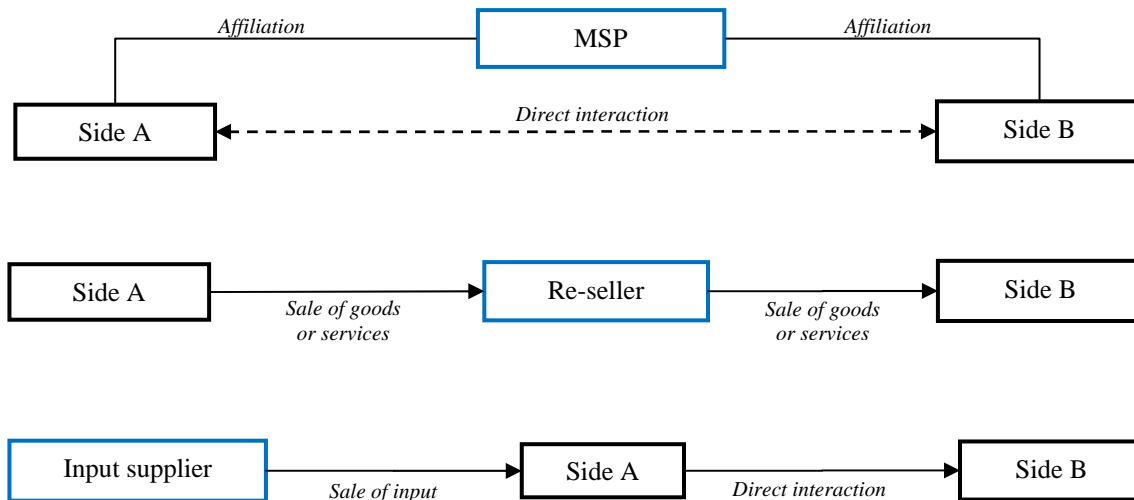 Affiliation
MSP
Affiliation
Side A
Direct interaction
Side B
Side A
Sale of goods
or services
Re-seller
Sale of goods
or services
Side B
Input supplier
Sale of input
Side A
Direct interaction
Side B